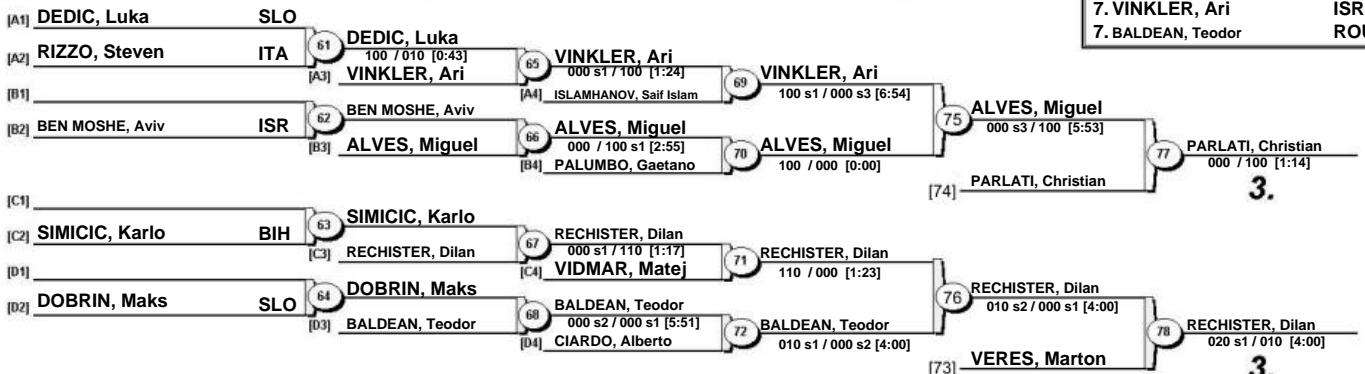 7. VINKLER, Ari ISR
7. BALDEAN, Teodor ROU
[A1] DEDIC, Luka SLO
[A2] RIZZO, Steven ITA
61 DEDIC, Luka
100 / 010 [0:43]
[A3] VINKLER, Ari
65 VINKLER, Ari
000 s1 / 100 [1:24]
[A4] ISLAMHANOV, Saif Islam
69 VINKLER, Ari
100 s1 / 000 s3 [6:54]
[B1]
[B2] BEN MOSHE, Aviv ISR
62 BEN MOSHE, Aviv
[B3] ALVES, Miguel
66 ALVES, Miguel
000 / 100 s1 [2:55]
[B4] PALUMBO, Gaetano
70 ALVES, Miguel
100 / 000 [0:00]
75 ALVES, Miguel
000 s3 / 100 [5:53]
[74] PARLATI, Christian
77 PARLATI, Christian
000 / 100 [1:14]
3.
[C1]
[C2] SIMICIC, Karlo BIH
63 SIMICIC, Karlo
[C3] RECHISTER, Dilan
67 RECHISTER, Dilan
000 s1 / 110 [1:17]
[C4] VIDMAR, Matej
71 RECHISTER, Dilan
110 / 000 [1:23]
[D1]
[D2] DOBRIN, Maks SLO
64 DOBRIN, Maks
[D3] BALDEAN, Teodor
68 BALDEAN, Teodor
000 s2 / 000 s1 [5:51]
[D4] CIARDO, Alberto
72 BALDEAN, Teodor
010 s1 / 000 s2 [4:00]
76 RECHISTER, Dilan
010 s2 / 000 s1 [4:00]
[73] VERES, Marton
78 RECHISTER, Dilan
020 s1 / 010 [4:00]
3.